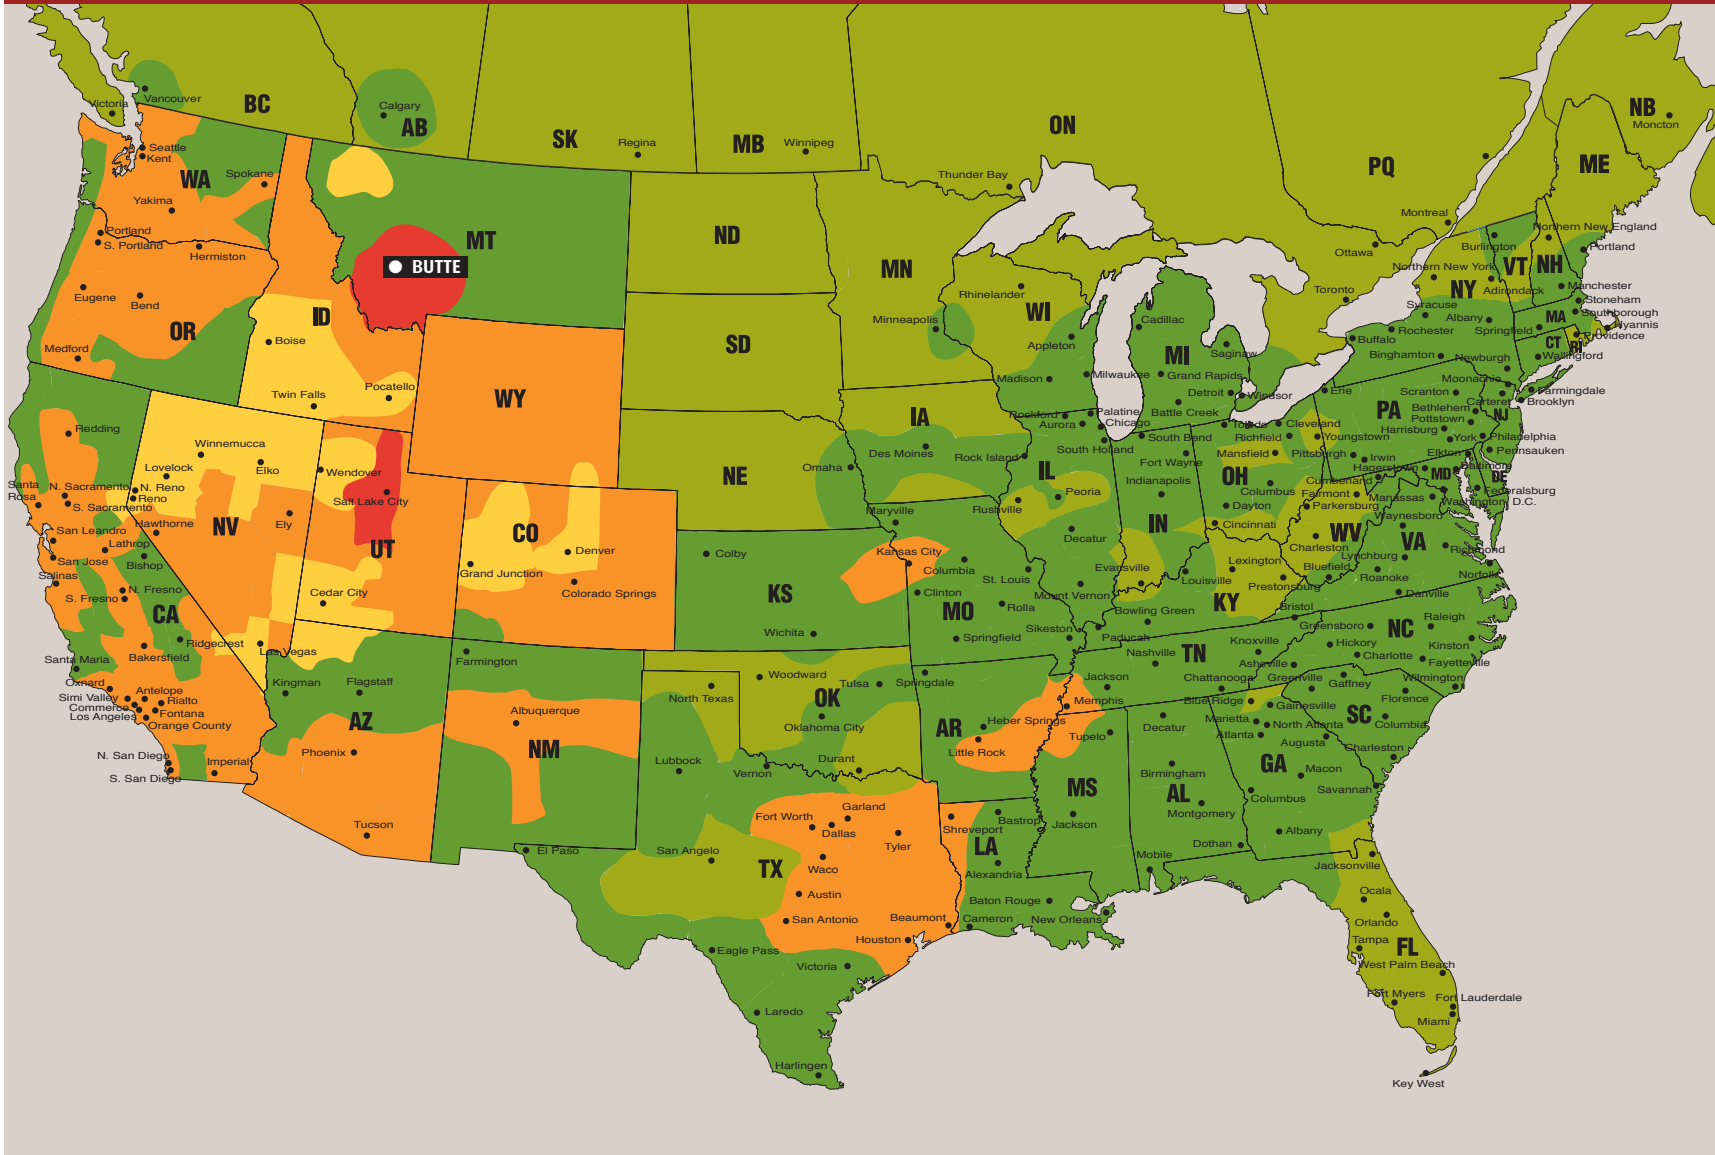 BC
Victoria
Vancouver
Calgary
AB
SK
Regina
MB
Winnipeg
ON
Thunder Bay
PQ
Montreal
Ottawa
Toronto
NB
Moncton
ME
Seattle
Kent
WA
Spokane
Yakima
Portland
S. Portland
Hermiston
Eugene
Bend
OR
Medford
MT
BUTTE
ID
Boise
Twin Falls
Pocatello
WY
ND
SD
NE
MN
Minneapolis
WI
Rhinelander
Appleton
Madison
Milwaukee
MI
Cadillac
Saginaw
Grand Rapids
Detroit
Windsor
Battle Creek
IA
Des Moines
Omaha
Rock Island
IL
Rockford
Aurora
Palatine
Chicago
South Holland
Peoria
Rushville
Decatur
Mount Vernon
IN
South Bend
Fort Wayne
Indianapolis
Evansville
OH
Toledo
Cleveland
Richfield
Mansfield
Youngstown
Columbus
Dayton
Cincinnati
PA
Erie
Pittsburgh
Irwin
Scranton
Bethlehem
Pottstown
Harrisburg
York
Philadelphia
NY
Northern New York
Adirondack
Syracuse
Albany
Rochester
Buffalo
Binghamton
Newburgh
Farmingdale
Brooklyn
VT
Burlington
NH
Northern New England
Portland
Manchester
Stoneham
Southborough
Hyannis
MA
Springfield
CT
RI
Providence
Wallingford
NJ
Moonachie
Carteret
Pennsauken
MD
Elkton
Baltimore
Hagerstown
Cumberland
DE
Federalsburg
Washington, D.C.
WV
Fairmont
Parkersburg
Charleston
Bluefield
VA
Manassas
Waynesboro
Richmond
Lynchburg
Roanoke
Norfolk
Danville
KY
Lexington
Louisville
Prestonsburg
Bowling Green
Paducah
TN
Bristol
Knoxville
Nashville
Chattanooga
Jackson
Memphis
NC
Greensboro
Raleigh
Hickory
Kinston
Charlotte
Fayetteville
Asheville
Wilmington
SC
Greenville
Gaffney
Florence
Columbia
Charleston
GA
Blue Ridge
Gainesville
Marietta
North Atlanta
Atlanta
Augusta
Macon
Savannah
Columbus
Albany
FL
Jacksonville
Ocala
Orlando
Tampa
West Palm Beach
Fort Myers
Fort Lauderdale
Miami
Key West
AL
Decatur
Birmingham
Montgomery
Dothan
Mobile
MS
Tupelo
Jackson
LA
Shreveport
Bastrop
Alexandria
Baton Rouge
Cameron
New Orleans
AR
Springdale
Heber Springs
Little Rock
MO
Maryville
Kansas City
Columbia
St. Louis
Clinton
Rolla
Springfield
Sikeston
KS
Colby
Wichita
OK
Woodward
Tulsa
Oklahoma City
Durant
TX
North Texas
Lubbock
Vernon
Fort Worth
Garland
Dallas
Tyler
San Angelo
Waco
Austin
San Antonio
Beaumont
Houston
El Paso
Eagle Pass
Victoria
Laredo
Harlingen
NM
Farmington
Albuquerque
AZ
Kingman
Flagstaff
Phoenix
Tucson
CO
Denver
Grand Junction
Colorado Springs
UT
Wendover
Salt Lake City
Cedar City
NV
Winnemucca
Lovelock
Elko
N. Reno
Reno
Hawthorne
Ely
Las Vegas
CA
Redding
Santa
Rosa
N. Sacramento
S. Sacramento
San Leandro
Lathrop
San Jose
Bishop
Salinas
N. Fresno
S. Fresno
Ridgecrest
Bakersfield
Santa Maria
Oxnard
Simi Valley
Antelope
Commerce
Rialto
Los Angeles
Fontana
Orange County
N. San Diego
S. San Diego
Imperial